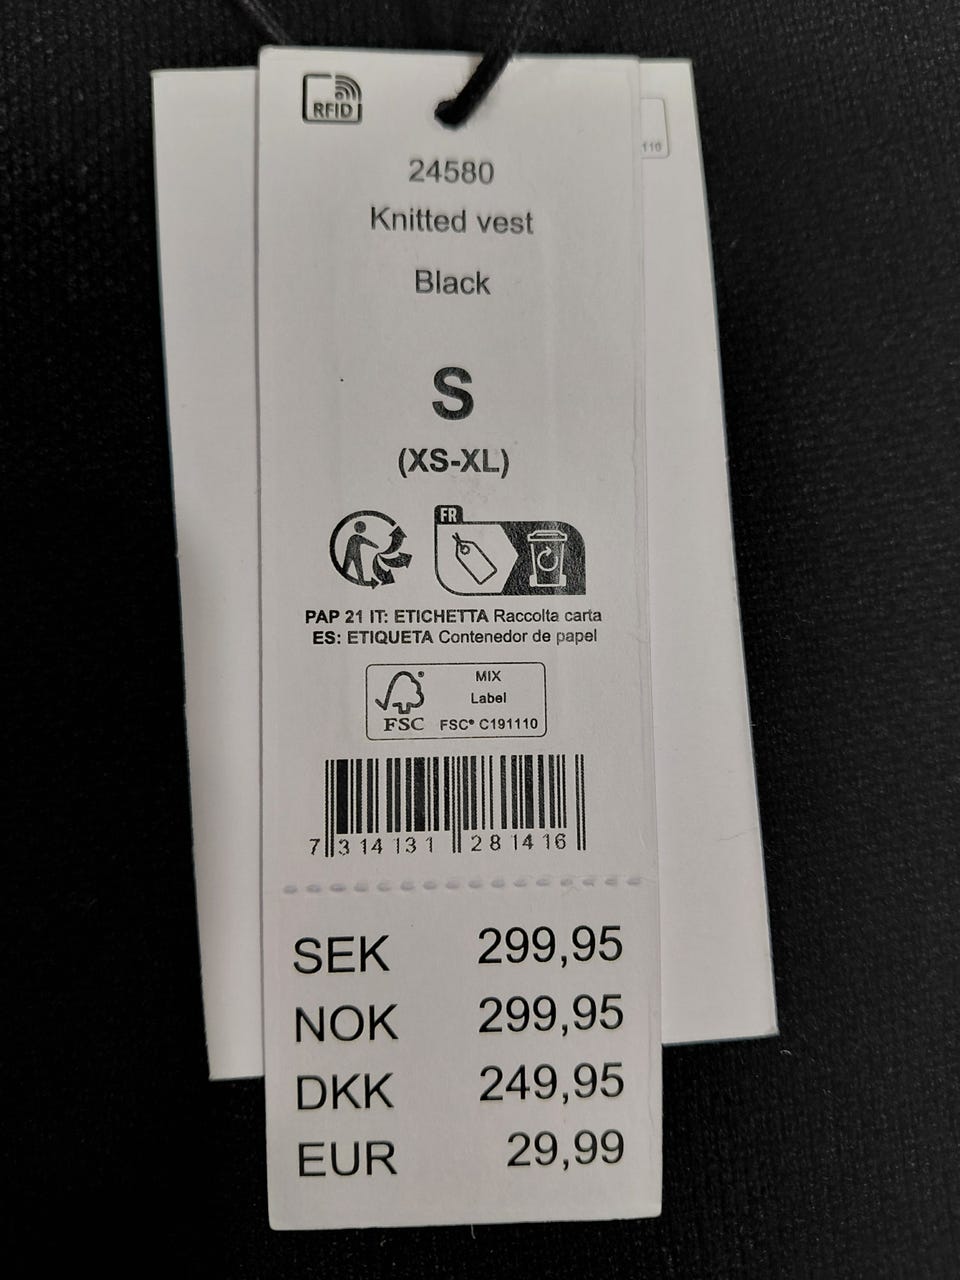 RFID
24580
Knitted vest
Black
S
(XS-XL)
FR
PAP 21 IT: ETICHETTA Raccolta carta
ES: ETIQUETA Contenedor de papel
MIX
Label
FSC
FSC® C191110
7 314131 281416
SEK 299,95
NOK 299,95
DKK 249,95
EUR 29,99
110